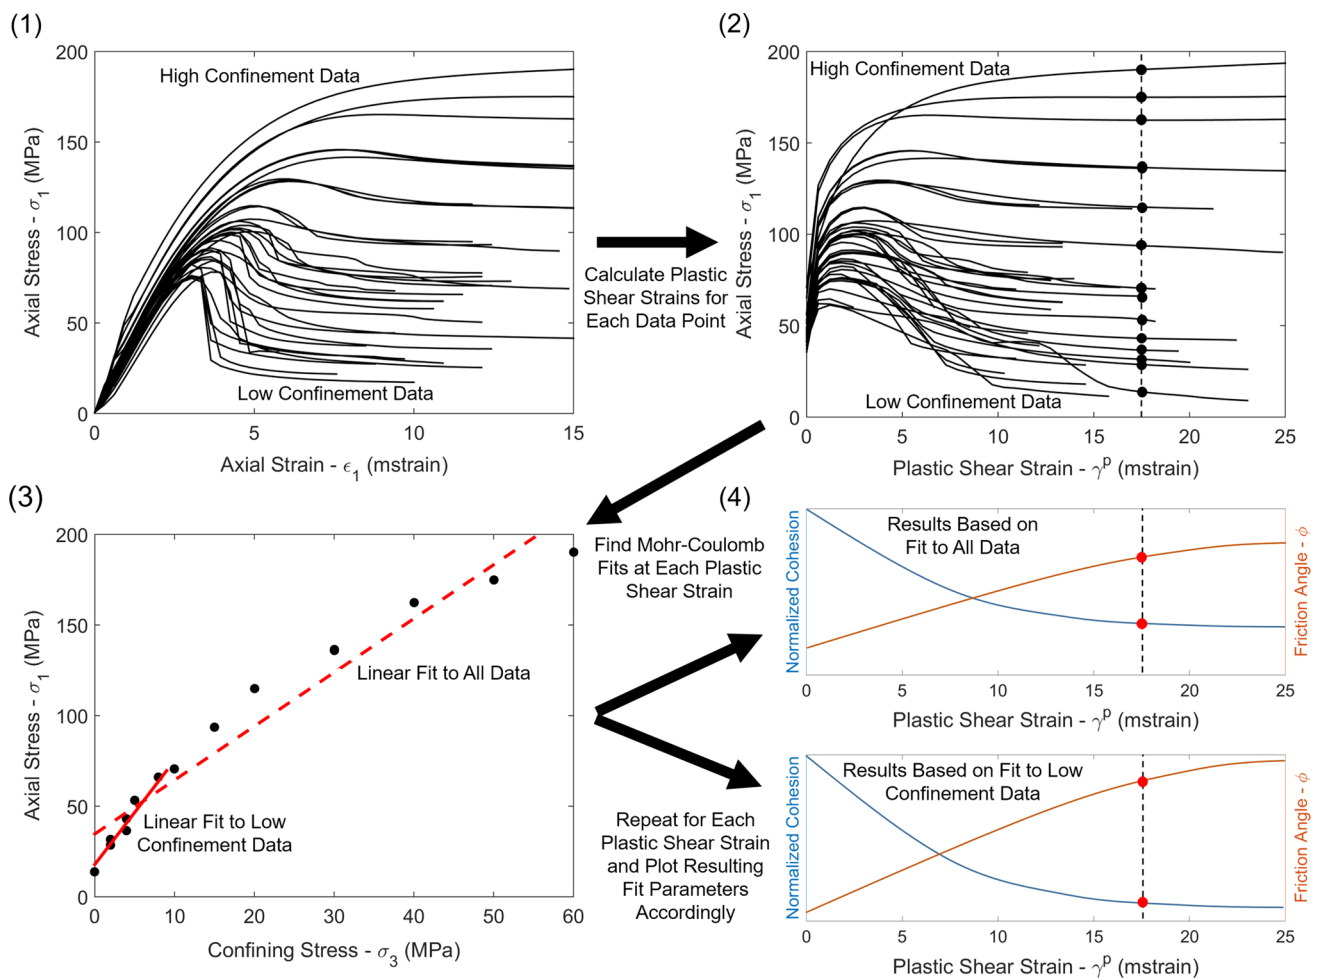 (1)
200
150
100
50
0
0
5
10
15
Axial Stress - σ1 (MPa)
High Confinement Data
Low Confinement Data
Axial Strain - ϵ1 (mstrain)
Calculate Plastic
Shear Strains for
Each Data Point
(2)
200
150
100
50
0
0
5
10
15
20
25
Axial Stress - σ1 (MPa)
High Confinement Data
Low Confinement Data
Plastic Shear Strain - γp (mstrain)
(3)
200
150
100
50
0
0
10
20
30
40
50
60
Axial Stress - σ1 (MPa)
Linear Fit to All Data
Linear Fit to Low
Confinement Data
Confining Stress - σ3 (MPa)
Find Mohr-Coulomb
Fits at Each Plastic
Shear Strain
Repeat for Each
Plastic Shear Strain
and Plot Resulting
Fit Parameters
Accordingly
(4)
Normalized Cohesion
Results Based on
Fit to All Data
Friction Angle - ϕ
0
5
10
15
20
25
Plastic Shear Strain - γp (mstrain)
Normalized Cohesion
Results Based on Fit to Low
Confinement Data
Friction Angle - ϕ
0
5
10
15
20
25
Plastic Shear Strain - γp (mstrain)